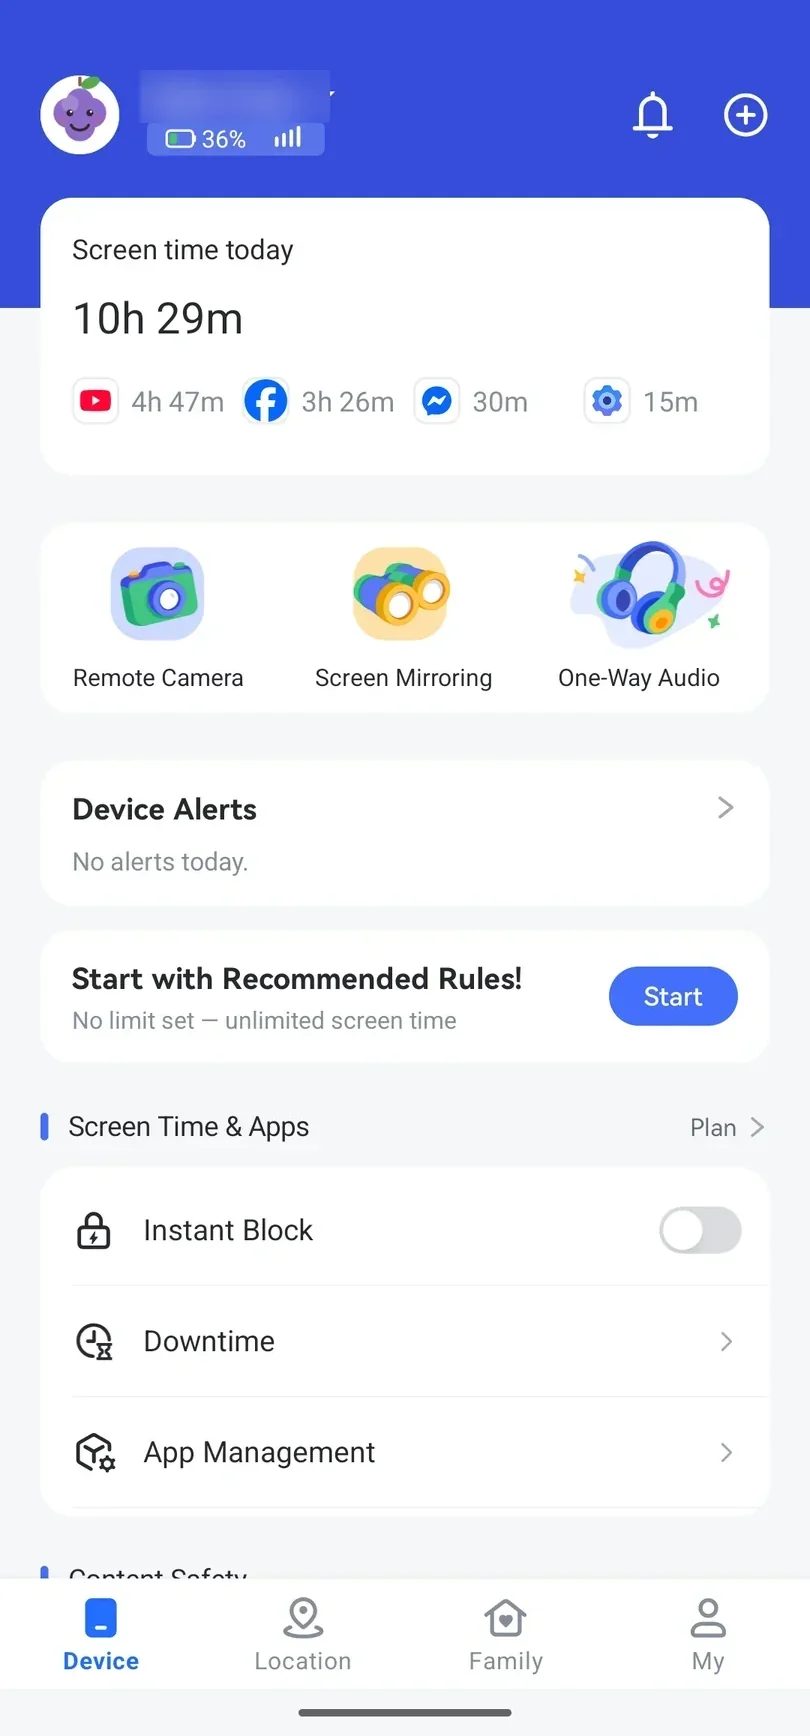 36%
Screen time today
10h 29m
4h 47m 3h 26m 30m 15m
Remote Camera Screen Mirroring One-Way Audio
Device Alerts
No alerts today.
Start with Recommended Rules!
No limit set — unlimited screen time
Start
Screen Time & Apps Plan
Instant Block
Downtime
App Management
Content Safety
Device Location Family My